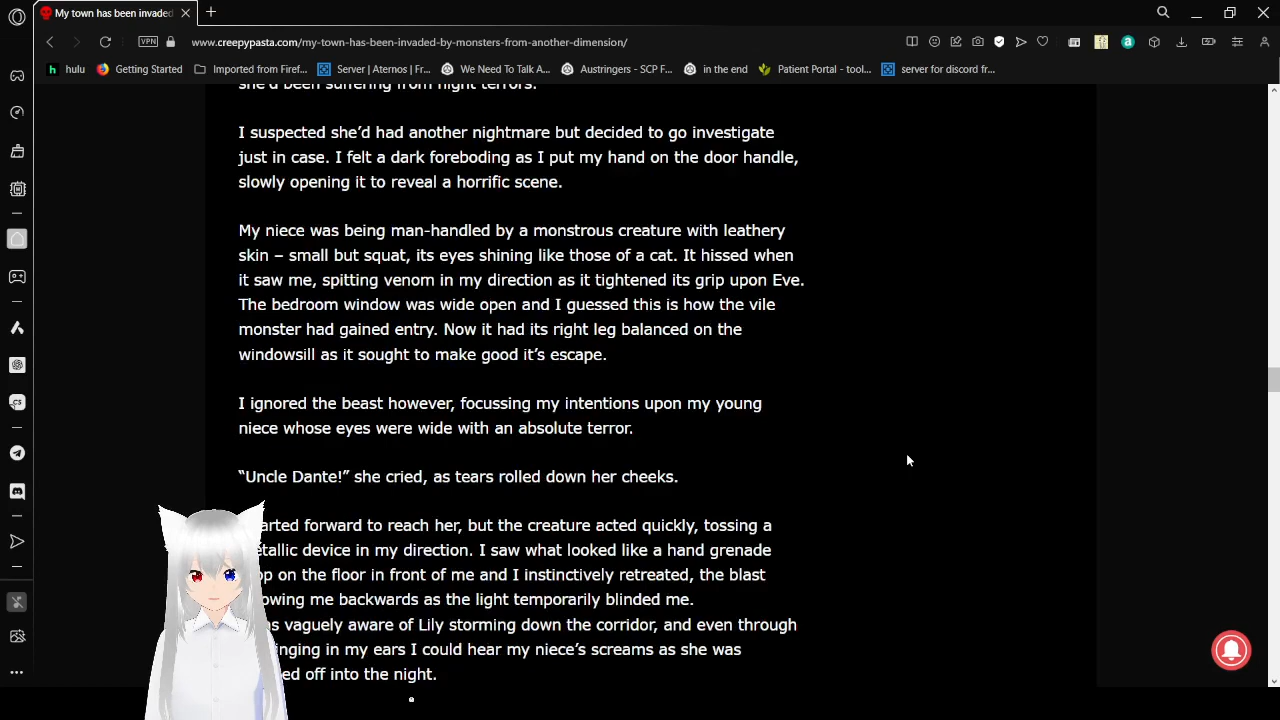 My town has been invaded
www.creepypasta.com/my-town-has-been-invaded-by-monsters-from-another-dimension/
VPN
hulu
Getting Started
Imported from Firef...
Server | Aternos | Fr...
We Need To Talk A...
Austringers - SCP F...
in the end
Patient Portal - tool...
server for discord fr...
she'd been suffering from night terrors.
I suspected she'd had another nightmare but decided to go investigate
just in case. I felt a dark foreboding as I put my hand on the door handle,
slowly opening it to reveal a horrific scene.
My niece was being man-handled by a monstrous creature with leathery
skin – small but squat, its eyes shining like those of a cat. It hissed when
it saw me, spitting venom in my direction as it tightened its grip upon Eve.
The bedroom window was wide open and I guessed this is how the vile
monster had gained entry. Now it had its right leg balanced on the
windowsill as it sought to make good it's escape.
I ignored the beast however, focussing my intentions upon my young
niece whose eyes were wide with an absolute terror.
“Uncle Dante!” she cried, as tears rolled down her cheeks.
forward to reach her, but the creature acted quickly, tossing a
device in my direction. I saw what looked like a hand grenade
on the floor in front of me and I instinctively retreated, the blast
me backwards as the light temporarily blinded me.
vaguely aware of Lily storming down the corridor, and even through
in my ears I could hear my niece's screams as she was
off into the night.